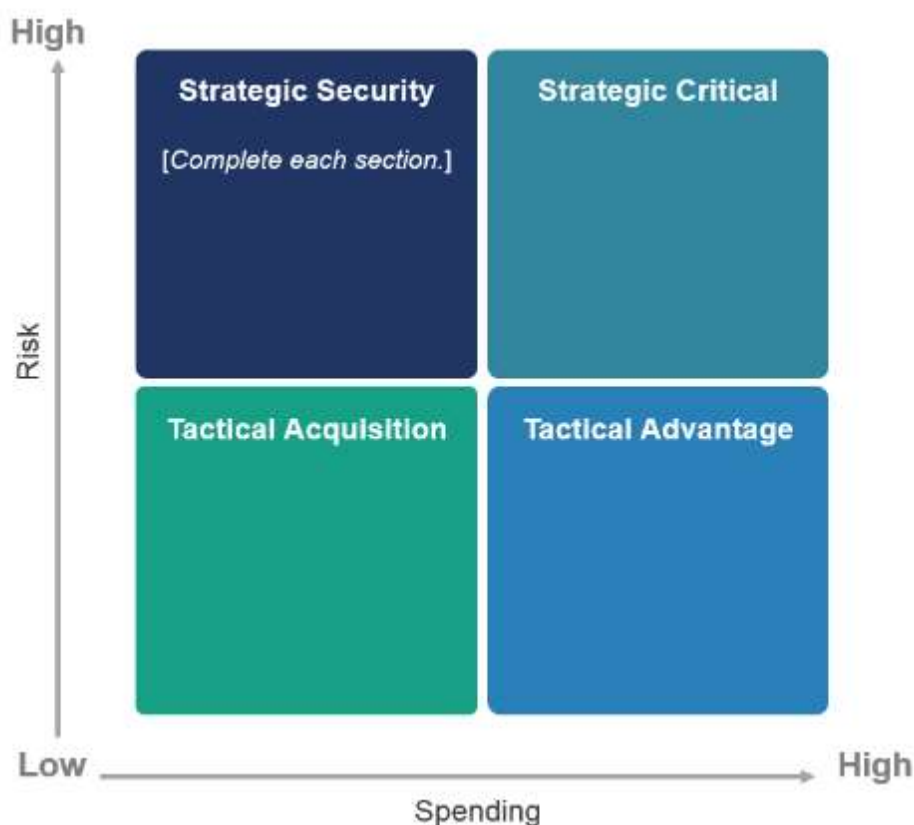 High
Strategic Security
[Complete each section.]
Strategic Critical
Risk
Tactical Acquisition
Tactical Advantage
Low
High
Spending